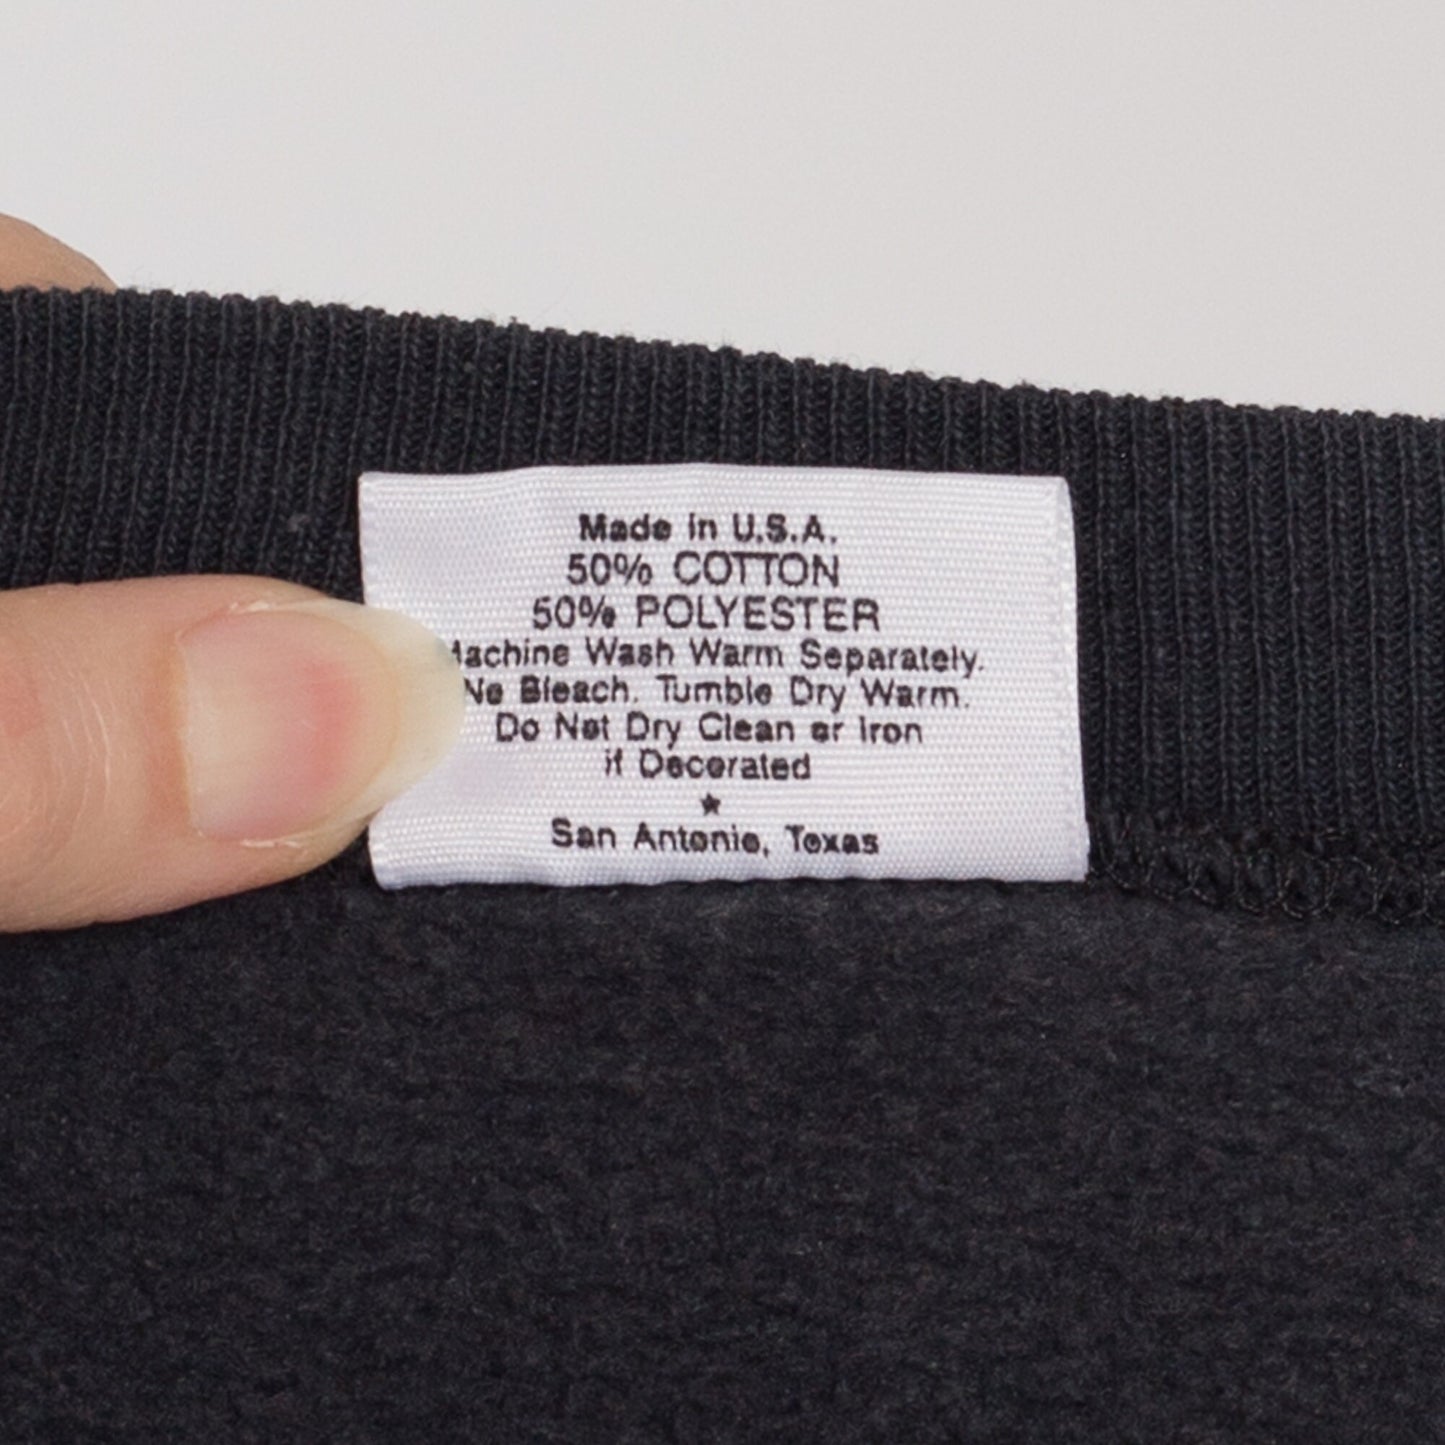 Made in U.S.A.
50% COTTON
50% POLYESTER
Machine Wash Warm Separately.
No Bleach. Tumble Dry Warm.
Do Not Dry Clean or Iron
if Decorated
San Antonio, Texas